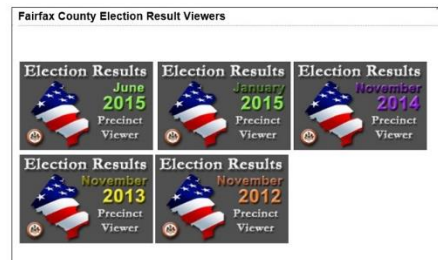 Fairfax County Election Result Viewers
Election Results
June
2015
Precinct
Viewer
Election Results
January
2015
Precinct
Viewer
Election Results
November
2014
Precinct
Viewer
Election Results
November
2013
Precinct
Viewer
Election Results
November
2012
Precinct
Viewer